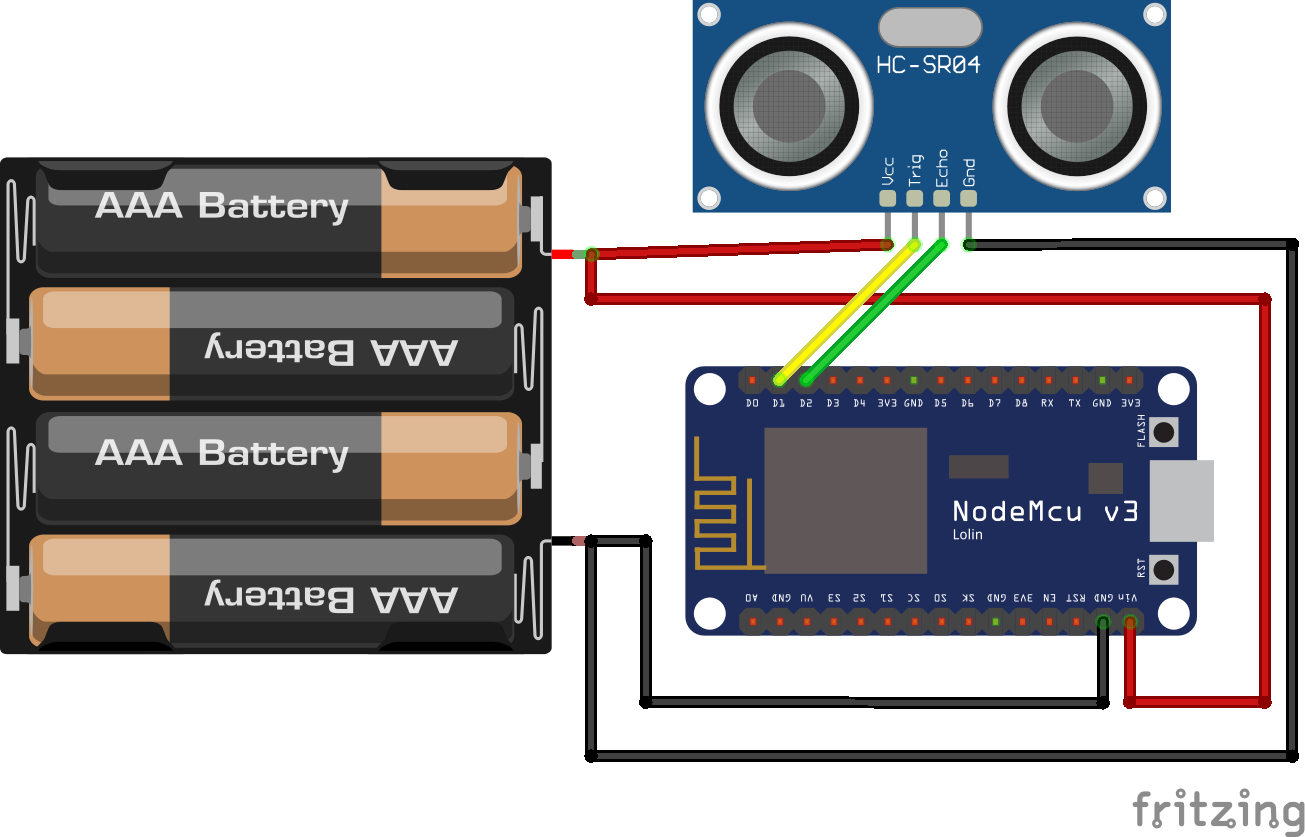 HC-SR04
Vcc Trig Echo Gnd
AAA Battery
AAA Battery
AAA Battery
AAA Battery
D0 D1 D2 D3 D4 3V3 GND D5 D6 D7 D8 RX TX GND 3V3
FLASH
NodeMcu v3
Lolin
RST
A0 GND VU S3 S2 S1 SC SO SK GND 3V3 EN RST GND Vin
fritzing